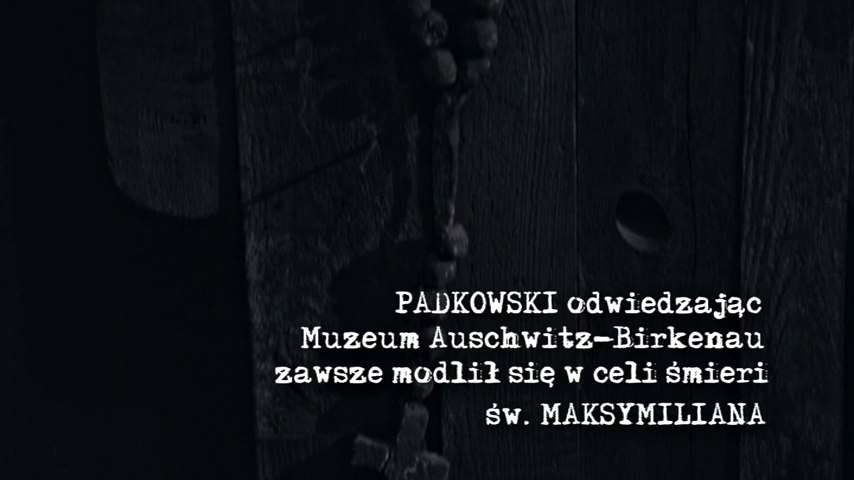 PADKOWSKI odwiedzając
Muzeum Auschwitz-Birkenau
zawsze modlił się w celi śmieri
św. MAKSYMILIANA